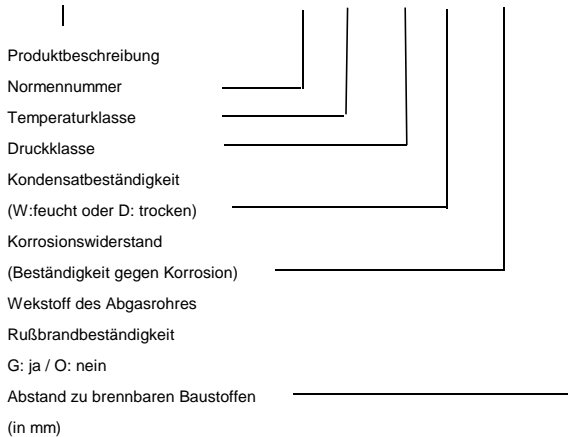 Produktbeschreibung
Normennummer
Temperaturklasse
Druckklasse
Kondensatbeständigkeit
(W:feucht oder D: trocken)
Korrosionswiderstand
(Beständigkeit gegen Korrosion)
Wekstoff des Abgasrohres
Rußbrandbeständigkeit
G: ja / O: nein
Abstand zu brennbaren Baustoffen
(in mm)